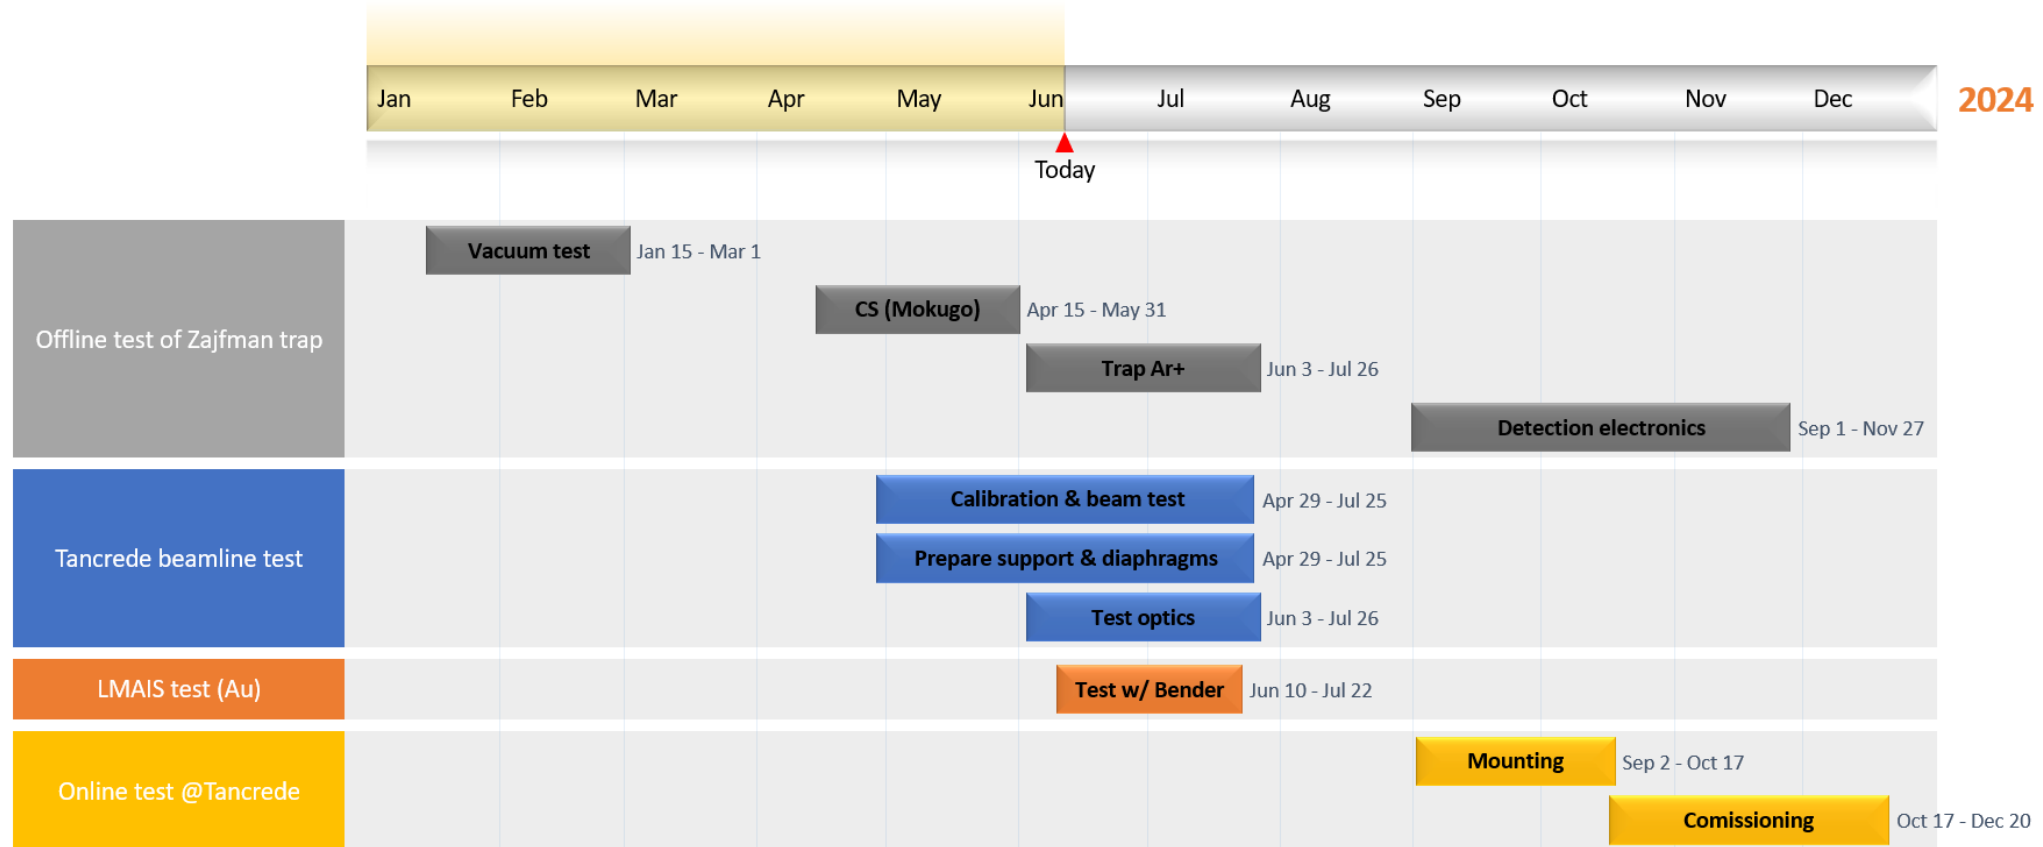 Jan Feb Mar Apr May Jun Jul Aug Sep Oct Nov Dec 2024
Today
Offline test of Zajfman trap
Vacuum test Jan 15 - Mar 1
CS (Mokugo) Apr 15 - May 31
Trap Ar+ Jun 3 - Jul 26
Detection electronics Sep 1 - Nov 27
Tancrede beamline test
Calibration & beam test Apr 29 - Jul 25
Prepare support & diaphragms Apr 29 - Jul 25
Test optics Jun 3 - Jul 26
LMAIS test (Au)
Test w/ Bender Jun 10 - Jul 22
Online test @Tancrede
Mounting Sep 2 - Oct 17
Comissioning Oct 17 - Dec 20